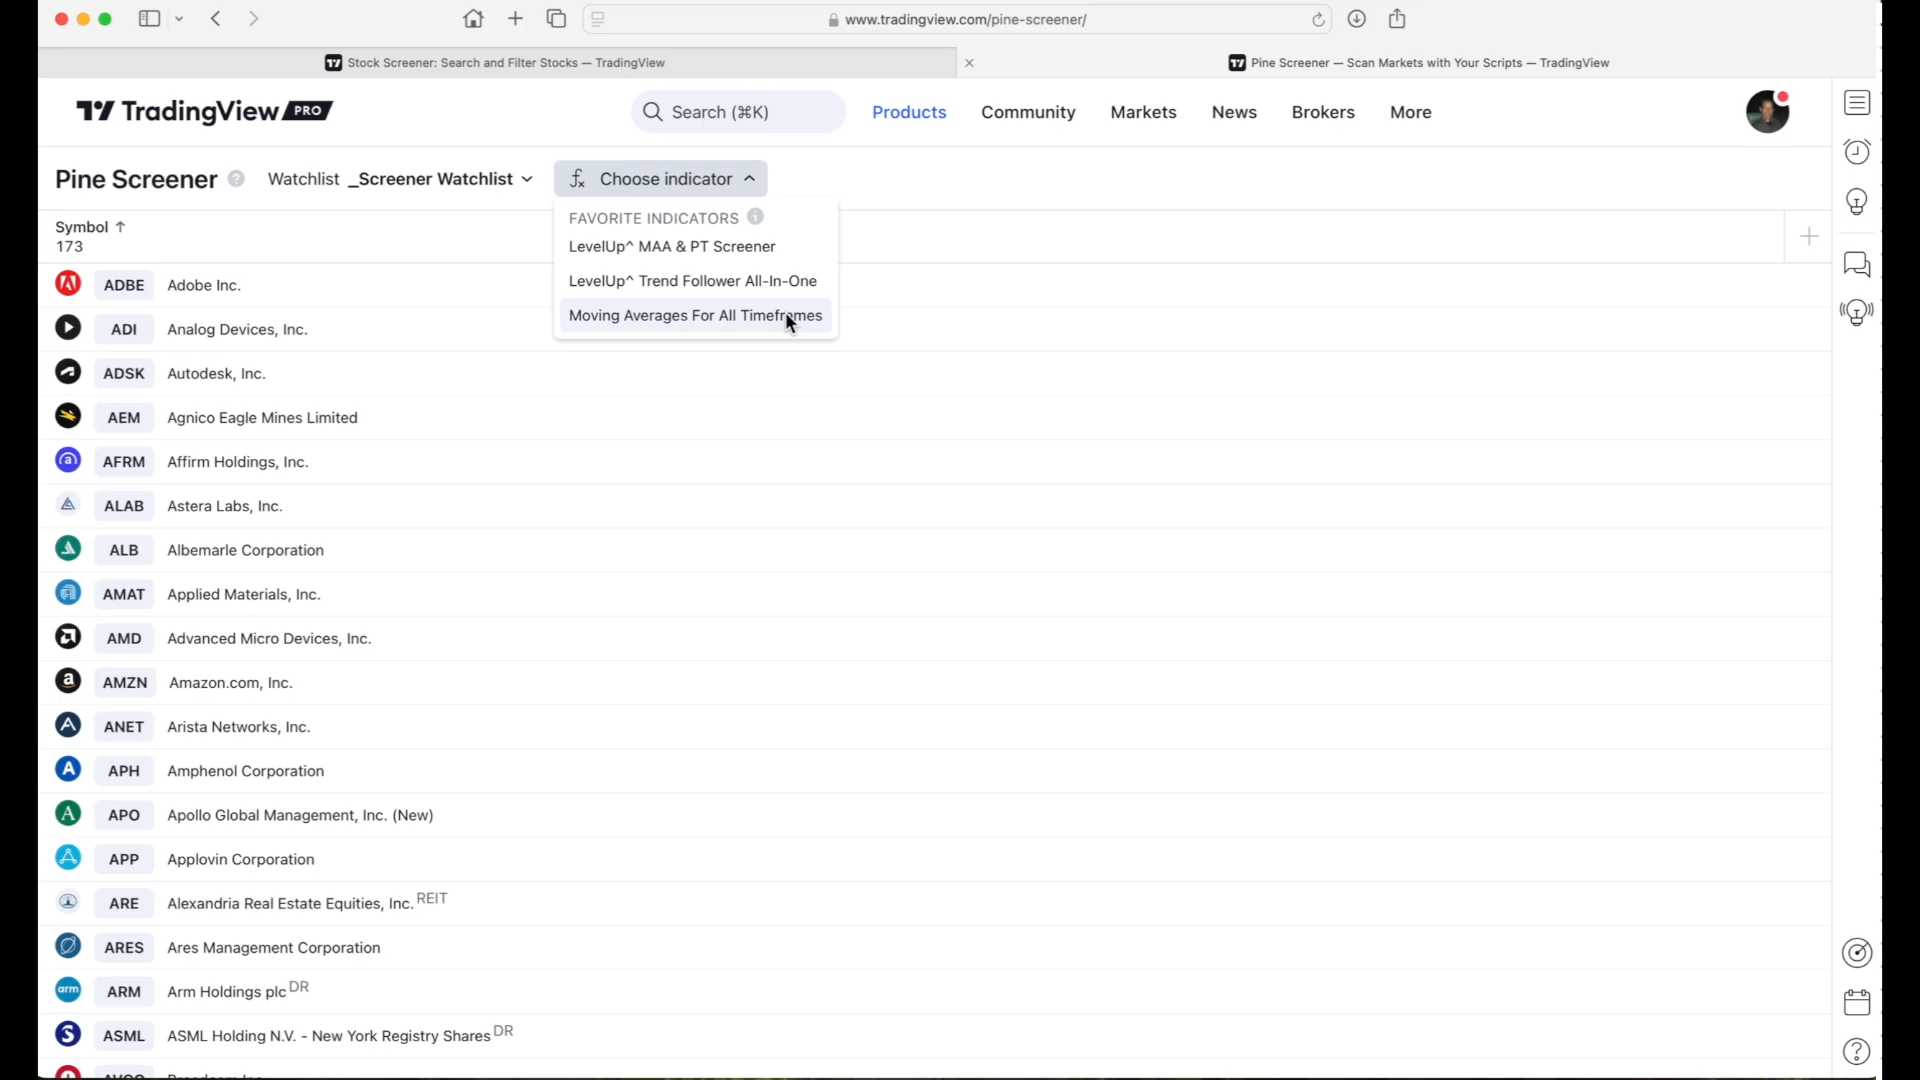 www.tradingview.com/pine-screener/
Stock Screener: Search and Filter Stocks — TradingView
Pine Screener — Scan Markets with Your Scripts — TradingView
TradingView PRO
Search (⌘K)
Products
Community
Markets
News
Brokers
More
Pine Screener
Watchlist _Screener Watchlist
Choose indicator
FAVORITE INDICATORS
LevelUp^ MAA & PT Screener
LevelUp^ Trend Follower All-In-One
Moving Averages For All Timeframes
Symbol ↑
173
ADBE Adobe Inc.
ADI Analog Devices, Inc.
ADSK Autodesk, Inc.
AEM Agnico Eagle Mines Limited
AFRM Affirm Holdings, Inc.
ALAB Astera Labs, Inc.
ALB Albemarle Corporation
AMAT Applied Materials, Inc.
AMD Advanced Micro Devices, Inc.
AMZN Amazon.com, Inc.
ANET Arista Networks, Inc.
APH Amphenol Corporation
APO Apollo Global Management, Inc. (New)
APP Applovin Corporation
ARE Alexandria Real Estate Equities, Inc. REIT
ARES Ares Management Corporation
arm ARM Arm Holdings plc DR
ASML ASML Holding N.V. - New York Registry Shares DR